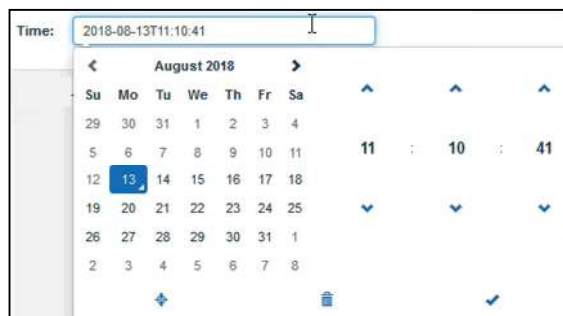 Time: 2018-08-13T11:10:41
August 2018
Su Mo Tu We Th Fr Sa
29 30 31 1 2 3 4
5 6 7 8 9 10 11
11 : 10 : 41
12 13 14 15 16 17 18
19 20 21 22 23 24 25
26 27 28 29 30 31 1
2 3 4 5 6 7 8